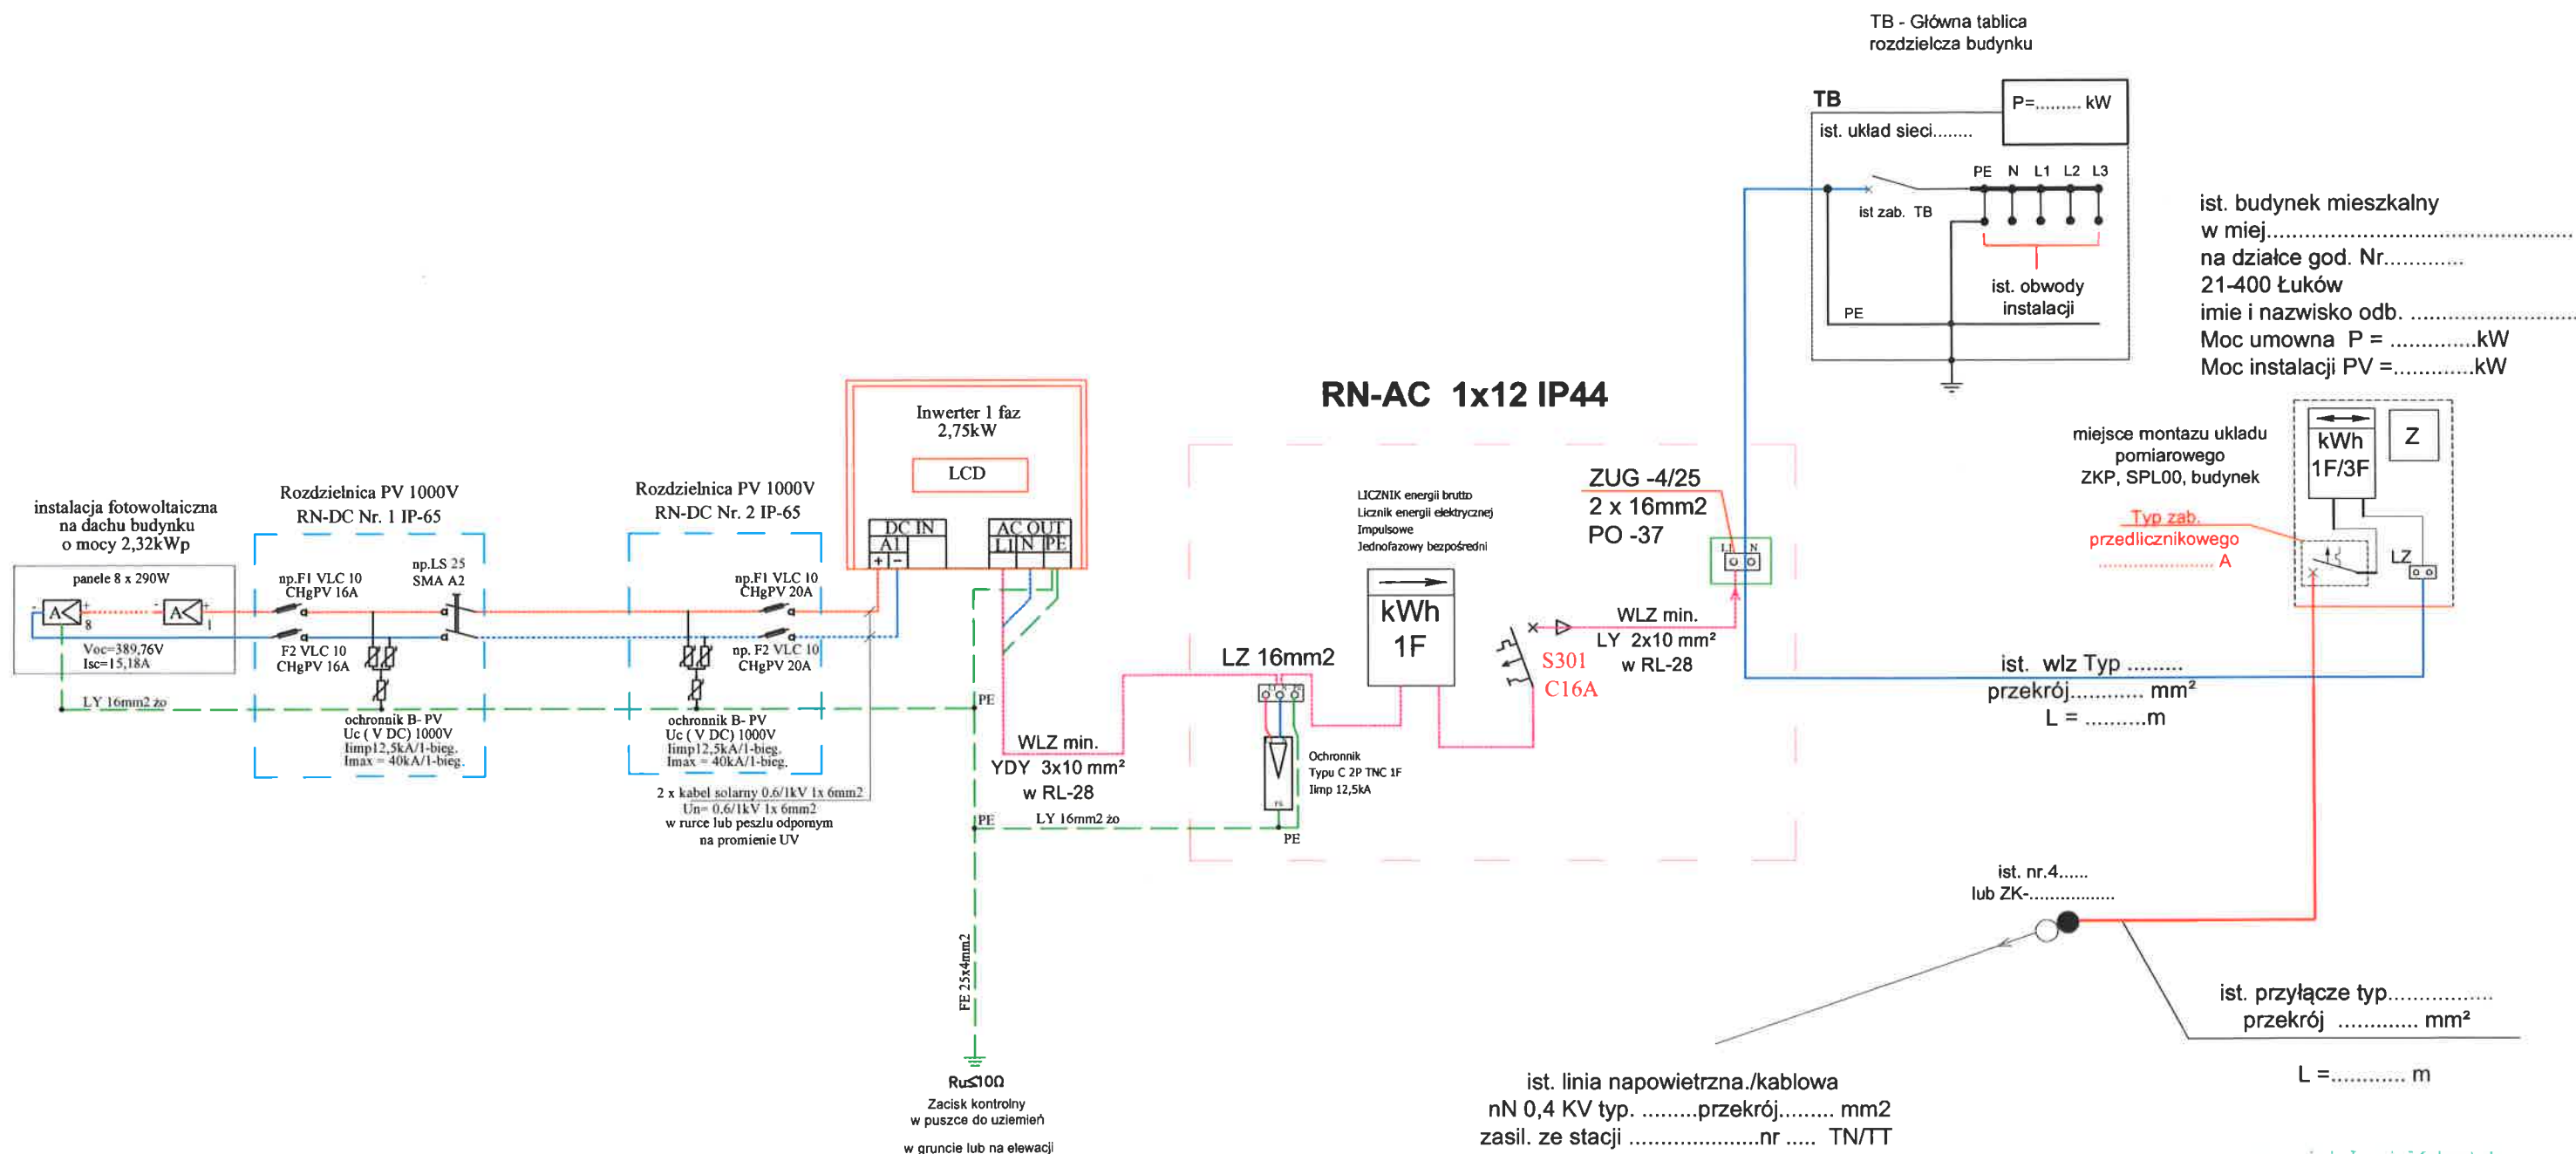 TB - Główna tablica
rozdzielcza budynku
TB
P=......... kW
ist. układ sieci........
PE N L1 L2 L3
ist zab. TB
ist. obwody
instalacji
PE
ist. budynek mieszkalny
w miej................................................
na działce god. Nr.............
21-400 Łuków
imie i nazwisko odb. ..........................
Moc umowna P = ..............kW
Moc instalacji PV =.............kW
instalacja fotowoltaiczna
na dachu budynku
o mocy 2,32kWp
panele 8 x 290W
- A< + - A< +
8 1
Voc=389,76V
Isc=15,18A
LY 16mm2 żo
Rozdzielnica PV 1000V
RN-DC Nr. 1 IP-65
np.F1 VLC 10
CHgPV 16A
np.LS 25
SMA A2
F2 VLC 10
CHgPV 16A
ochronnik B- PV
Uc ( V DC) 1000V
Iimp12,5kA/1-bieg.
Imax = 40kA/1-bieg.
Rozdzielnica PV 1000V
RN-DC Nr. 2 IP-65
np.F1 VLC 10
CHgPV 20A
np. F2 VLC 10
CHgPV 20A
ochronnik B- PV
Uc ( V DC) 1000V
Iimp12,5kA/1-bieg.
Imax = 40kA/1-bieg.
2 x kabel solarny 0.6/1kV 1x 6mm2
Un= 0.6/1kV 1x 6mm2
w rurce lub peszlu odpornym
na promienie UV
Inwerter 1 faz
2,75kW
LCD
DC IN
A1
+ -
AC OUT
L1 N PE
PE
WLZ min.
YDY 3x10 mm²
w RL-28
PE
LY 16mm2 żo
PE
FE 25x4mm2
Ru≤10Ω
Zacisk kontrolny
w puszce do uziemień
w gruncie lub na elewacji
RN-AC 1x12 IP44
LICZNIK energii brutto
Licznik energii elektrycznej
Impulsowe
Jednofazowy bezpośredni
kWh
1F
LZ 16mm2
Ochronnik
Typu C 2P TNC 1F
Iimp 12,5kA
S301
C16A
ZUG -4/25
2 x 16mm2
PO -37
L1 N
WLZ min.
LY 2x10 mm²
w RL-28
miejsce montazu ukladu
pomiarowego
ZKP, SPL00, budynek
Typ zab.
przedlicznikowego
...................... A
kWh
1F/3F
Z
LZ
ist. wlz Typ .........
przekrój............ mm²
L = ..........m
ist. nr.4......
lub ZK-..................
ist. przyłącze typ.................
przekrój ............. mm²
L =............ m
ist. linia napowietrzna./kablowa
nN 0,4 KV typ. .........przekrój......... mm2
zasil. ze stacji .....................nr ..... TN/TT